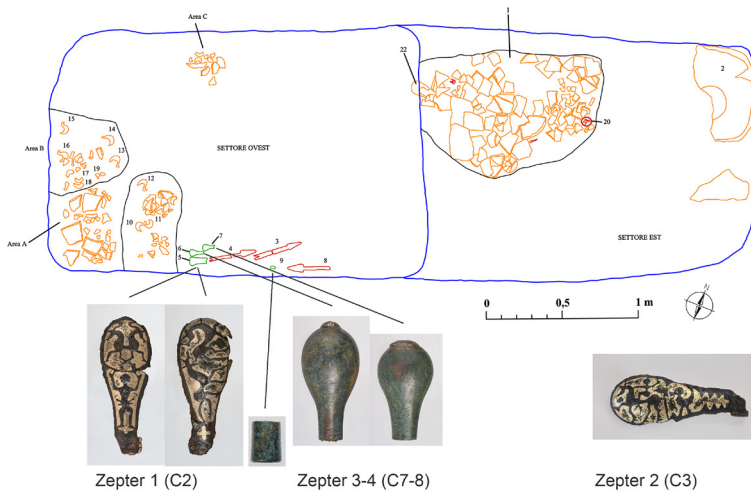 Area C
1
22
2
15
14
Area B
16
13
17
19
18
SETTORE OVEST
20
12
10
11
Area A
7
6
5
4
3
9
8
SETTORE EST
0
0,5
1 m
N
Zepter 1 (C2)
Zepter 3-4 (C7-8)
Zepter 2 (C3)